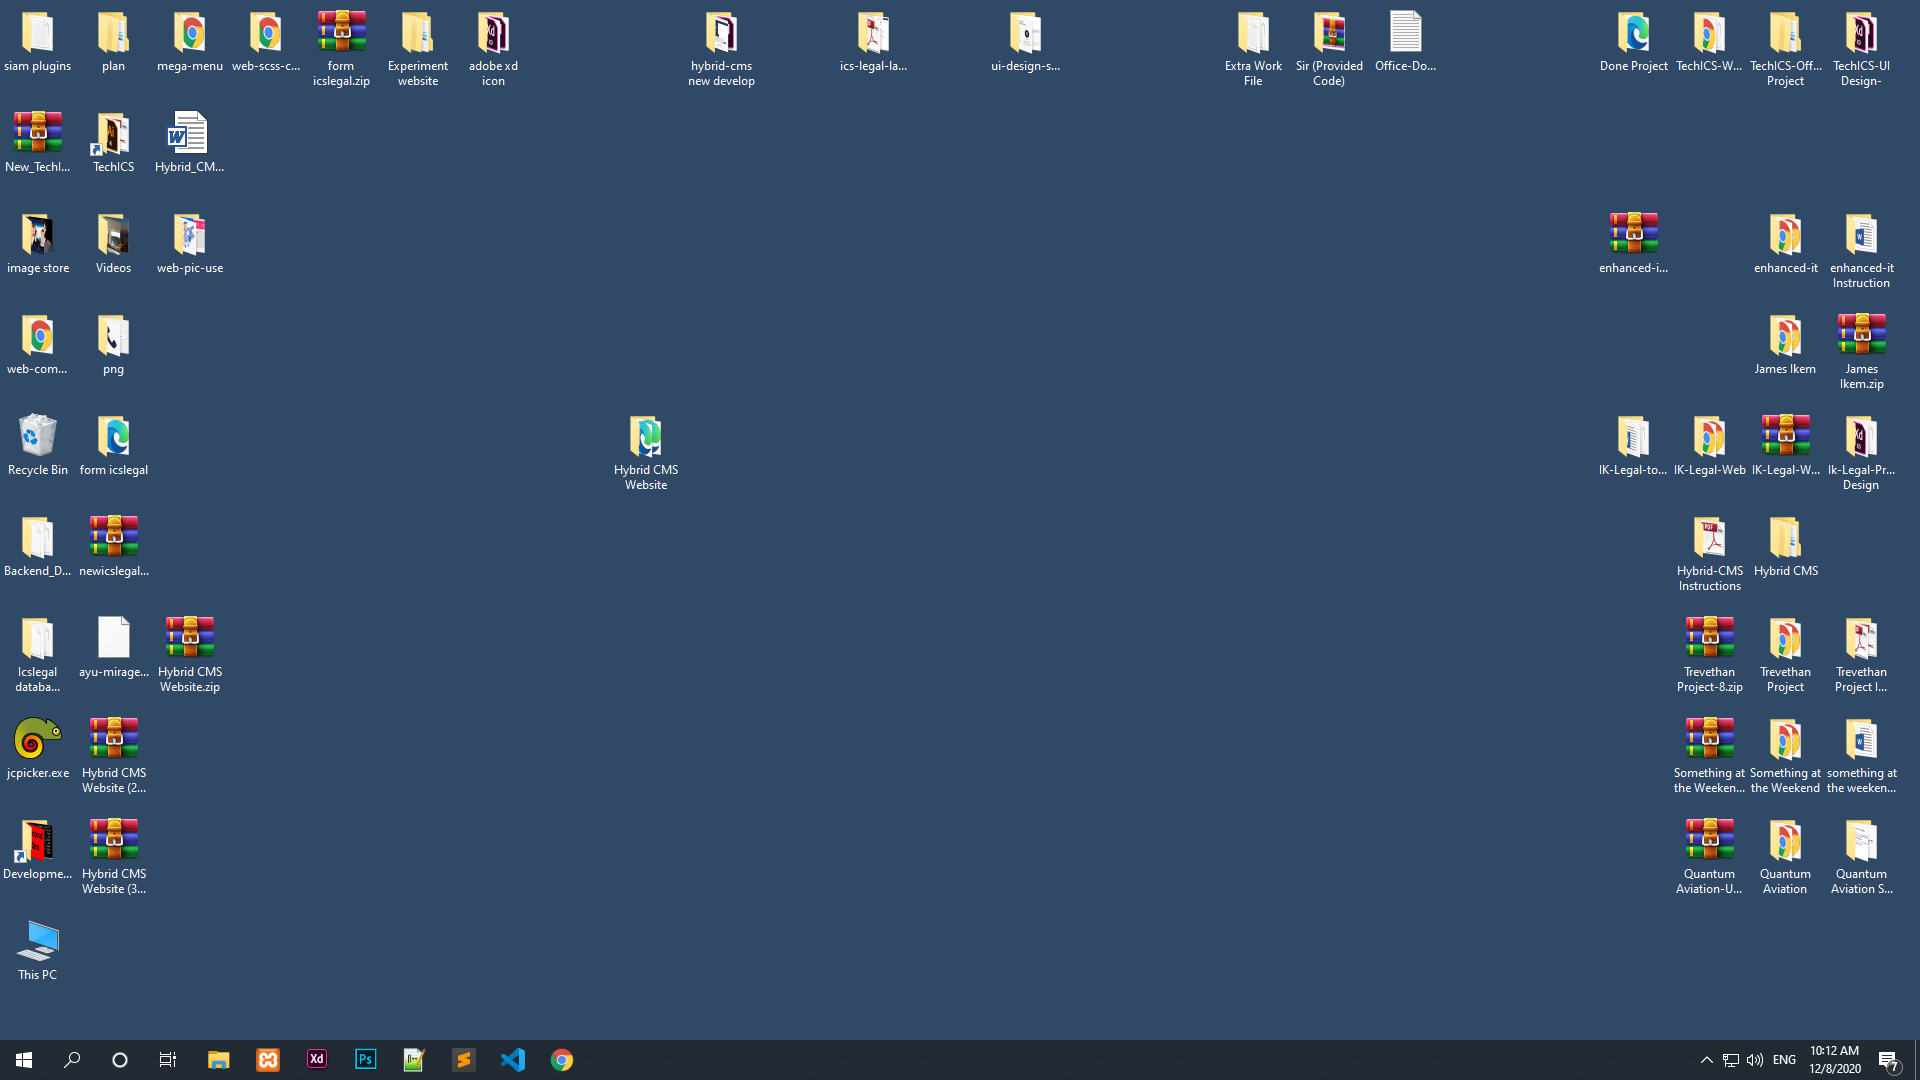 siam plugins
plan
mega-menu
web-scss-c...
form
icslegal.zip
Experiment
website
adobe xd
icon
hybrid-cms
new develop
ics-legal-la...
ui-design-s...
Extra Work
File
Sir (Provided
Code)
Office-Do...
Done Project
TechICS-W...
TechICS-Off...
Project
TechICS-UI
Design-
New_TechI...
TechICS
Hybrid_CM...
image store
Videos
web-pic-use
enhanced-i...
enhanced-it
enhanced-it
Instruction
web-com...
png
James Ikem
James
Ikem.zip
Recycle Bin
form icslegal
Hybrid CMS
Website
IK-Legal-to...
IK-Legal-Web
IK-Legal-W...
Ik-Legal-Pr...
Design
Backend_D...
newicslegal...
Hybrid-CMS
Instructions
Hybrid CMS
Icslegal
databa...
ayu-mirage...
Hybrid CMS
Website.zip
Trevethan
Project-8.zip
Trevethan
Project
Trevethan
Project I...
jcpicker.exe
Hybrid CMS
Website (2...
Something at
the Weeken...
Something at
the Weekend
something at
the weeken...
Developme...
Hybrid CMS
Website (3...
Quantum
Aviation-U...
Quantum
Aviation
Quantum
Aviation S...
This PC
Xd
Ps
ENG
10:12 AM
12/8/2020
7